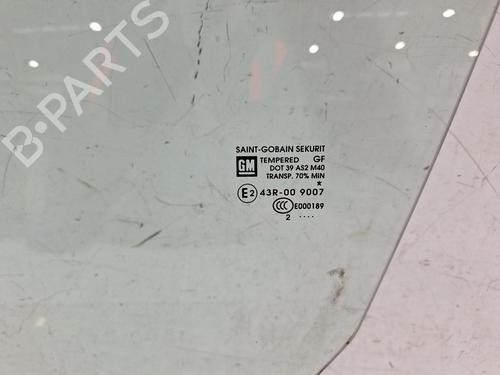 B-PARTS
SAINT-GOBAIN SEKURIT
GM TEMPERED GF
DOT 39 AS2 M40
TRANSP. 70% MIN
*
E2 43R-00 9007
CCC E000189
2 ....